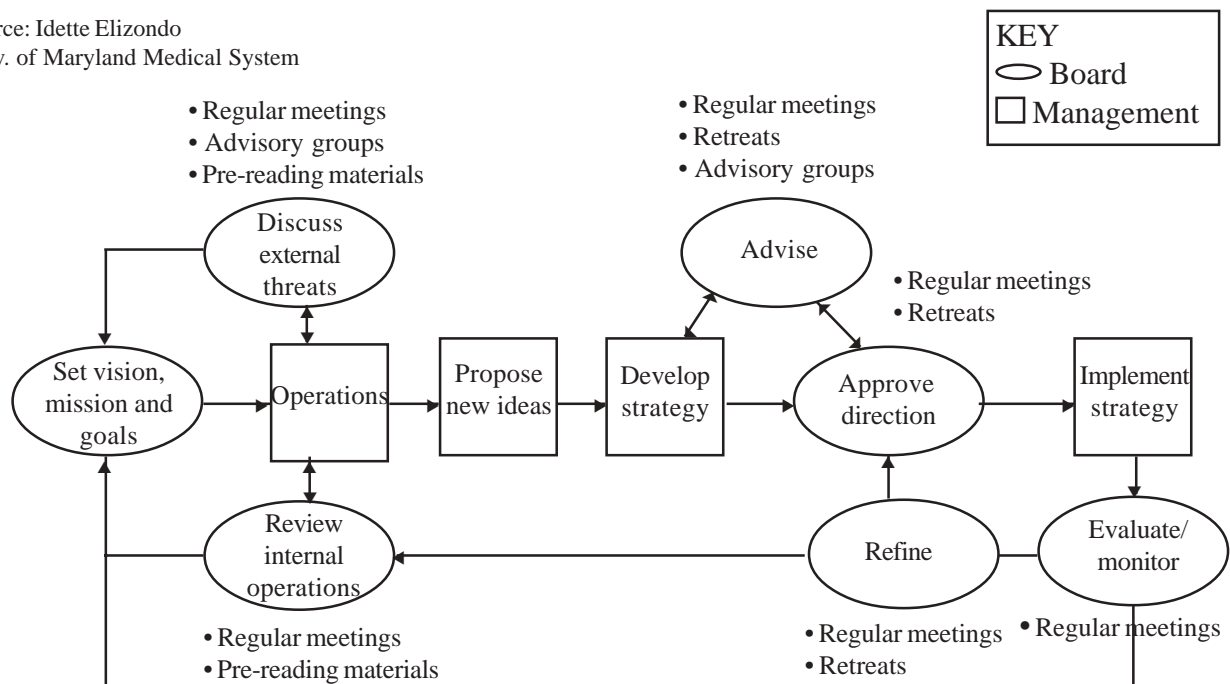 Idette Elizondo
of Maryland Medical System
KEY
Board
Management
• Regular meetings
• Advisory groups
• Pre-reading materials
• Regular meetings
• Retreats
• Advisory groups
Discuss
external
threats
Advise
• Regular meetings
• Retreats
Set vision,
mission and
goals
Operations
Propose
new ideas
Develop
strategy
Approve
direction
Implement
strategy
Review
internal
operations
Refine
Evaluate/
monitor
• Regular meetings
• Pre-reading materials
• Regular meetings
• Retreats
• Regular meetings